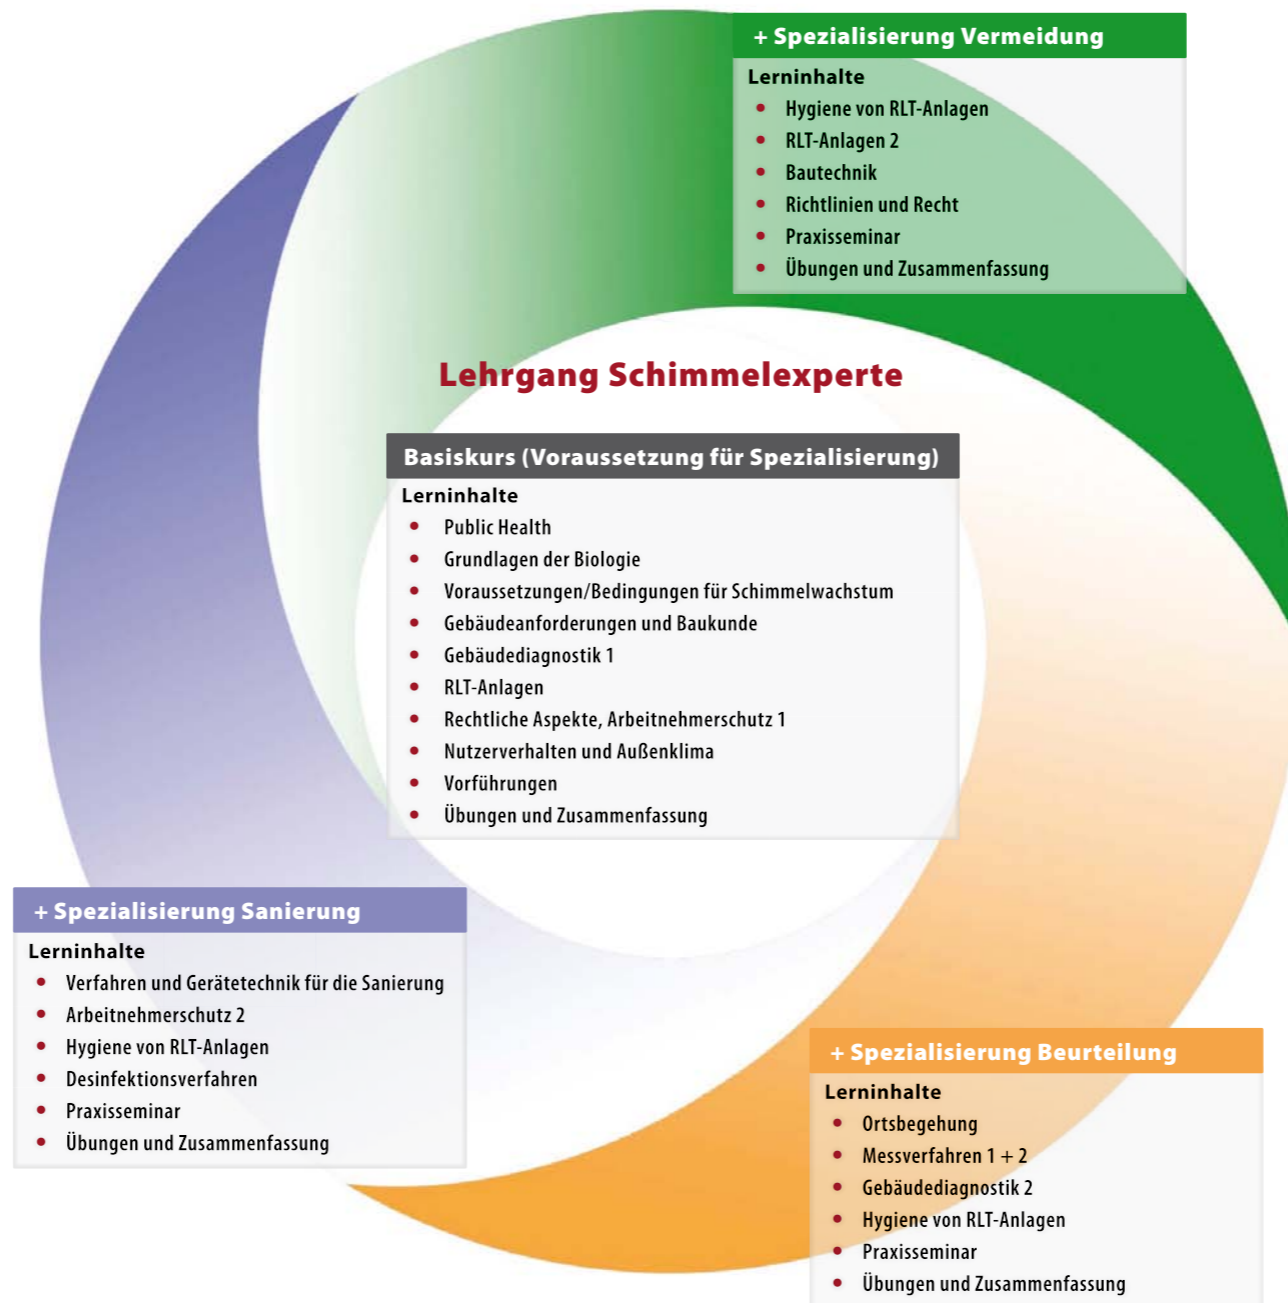 + Spezialisierung Vermeidung
Lerninhalte
• Hygiene von RLT-Anlagen
• RLT-Anlagen 2
• Bautechnik
• Richtlinien und Recht
• Praxisseminar
• Übungen und Zusammenfassung
Lehrgang Schimmelexperte
Basiskurs (Voraussetzung für Spezialisierung)
Lerninhalte
• Public Health
• Grundlagen der Biologie
• Voraussetzungen/Bedingungen für Schimmelwachstum
• Gebäudeanforderungen und Baukunde
• Gebäudediagnostik 1
• RLT-Anlagen
• Rechtliche Aspekte, Arbeitnehmerschutz 1
• Nutzerverhalten und Außenklima
• Vorführungen
• Übungen und Zusammenfassung
+ Spezialisierung Sanierung
Lerninhalte
• Verfahren und Gerätetechnik für die Sanierung
• Arbeitnehmerschutz 2
• Hygiene von RLT-Anlagen
• Desinfektionsverfahren
• Praxisseminar
• Übungen und Zusammenfassung
+ Spezialisierung Beurteilung
Lerninhalte
• Ortsbegehung
• Messverfahren 1 + 2
• Gebäudediagnostik 2
• Hygiene von RLT-Anlagen
• Praxisseminar
• Übungen und Zusammenfassung